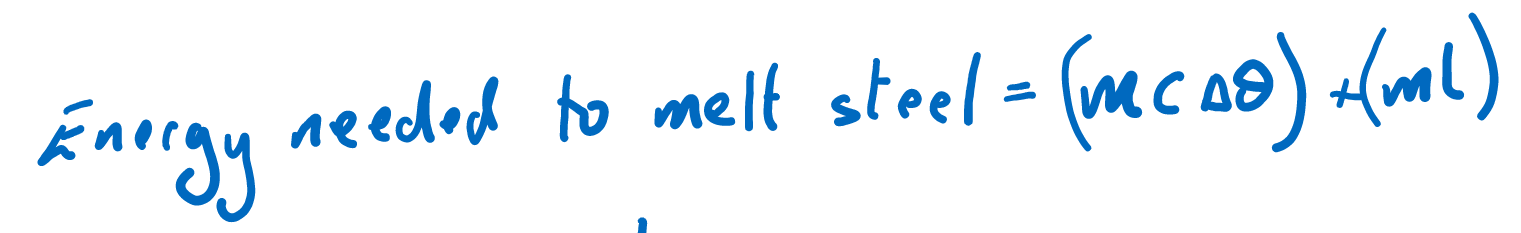 Energy needed to melt steel = (mcΔθ) + (ml)